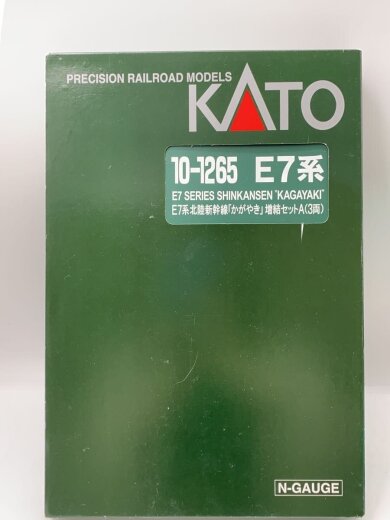 PRECISION RAILROAD MODELS
KATO
10-1265 E7系
E7 SERIES SHINKANSEN "KAGAYAKI"
E7系北陸新幹線「かがやき」増結セットA(3両)
N-GAUGE